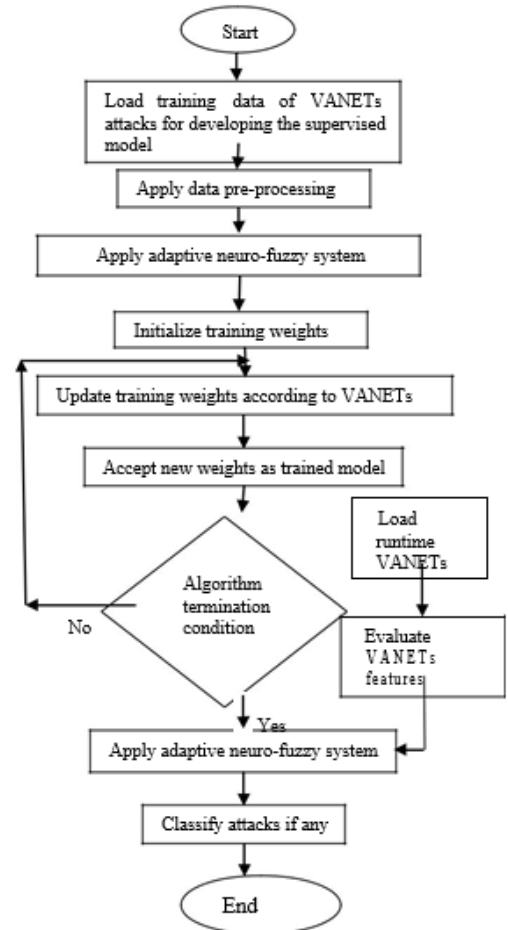 Start
Load training data of VANETs
attacks for developing the supervised
model
Apply data pre-processing
Apply adaptive neuro-fuzzy system
Initialize training weights
Update training weights according to VANETs
Accept new weights as trained model
Load
runtime
VANETs
Algorithm
termination
condition
No
Evaluate
VANETs
features
Yes
Apply adaptive neuro-fuzzy system
Classify attacks if any
End